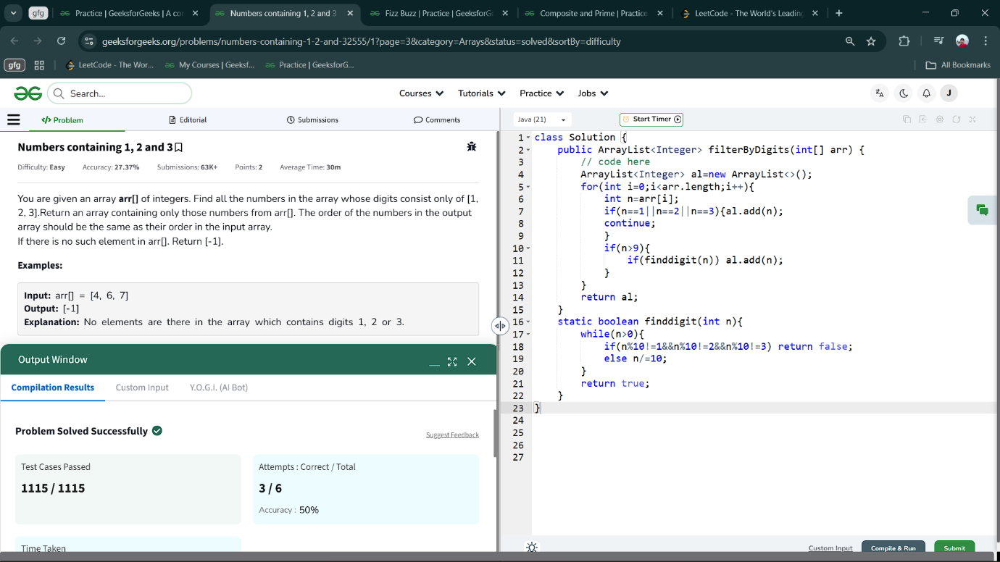 gfg
Practice | GeeksforGeeks | A co
Numbers containing 1, 2 and 3
Fizz Buzz | Practice | GeeksforG
Composite and Prime | Practice
LeetCode - The World's Leading
geeksforgeeks.org/problems/numbers-containing-1-2-and-32555/1?page=3&category=Arrays&status=solved&sortBy=difficulty
gfg
LeetCode - The Wor...
My Courses | Geeksf...
Practice | GeeksforG...
All Bookmarks
Search...
Courses
Tutorials
Practice
Jobs
J
</> Problem
Editorial
Submissions
Comments
Java (21)
Start Timer
Numbers containing 1, 2 and 3
Difficulty: Easy
Accuracy: 27.37%
Submissions: 63K+
Points: 2
Average Time: 30m
You are given an array arr[] of integers. Find all the numbers in the array whose digits consist only of [1,
2, 3].Return an array containing only those numbers from arr[]. The order of the numbers in the output
array should be the same as their order in the input array.
If there is no such element in arr[]. Return [-1].
Examples:
Input: arr[] = [4, 6, 7]
Output: [-1]
Explanation: No elements are there in the array which contains digits 1, 2 or 3.
Output Window
Compilation Results
Custom Input
Y.O.G.I. (AI Bot)
Problem Solved Successfully
Suggest Feedback
Test Cases Passed
1115 / 1115
Attempts : Correct / Total
3 / 6
Accuracy : 50%
Time Taken
1 class Solution {
2 public ArrayList<Integer> filterByDigits(int[] arr) {
3 // code here
4 ArrayList<Integer> al=new ArrayList<>();
5 for(int i=0;i<arr.length;i++){
6 int n=arr[i];
7 if(n==1||n==2||n==3){al.add(n);
8 continue;
9 }
10 if(n>9){
11 if(finddigit(n)) al.add(n);
12 }
13 }
14 return al;
15 }
16 static boolean finddigit(int n){
17 while(n>0){
18 if(n%10!=1&&n%10!=2&&n%10!=3) return false;
19 else n/=10;
20 }
21 return true;
22 }
23 }
24
25
26
27
Custom Input
Compile & Run
Submit